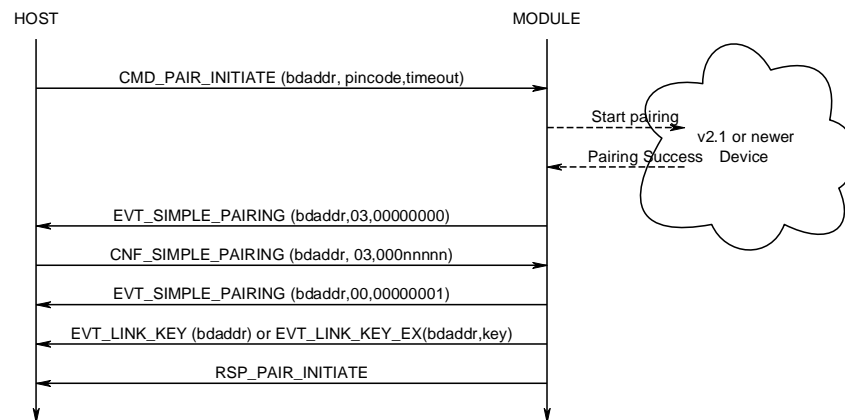 HOST
MODULE
CMD_PAIR_INITIATE (bdaddr, pincode,timeout)
Start pairing
v2.1 or newer
Device
Pairing Success
EVT_SIMPLE_PAIRING (bdaddr,03,00000000)
CNF_SIMPLE_PAIRING (bdaddr, 03,000nnnnn)
EVT_SIMPLE_PAIRING (bdaddr,00,00000001)
EVT_LINK_KEY (bdaddr) or EVT_LINK_KEY_EX(bdaddr,key)
RSP_PAIR_INITIATE